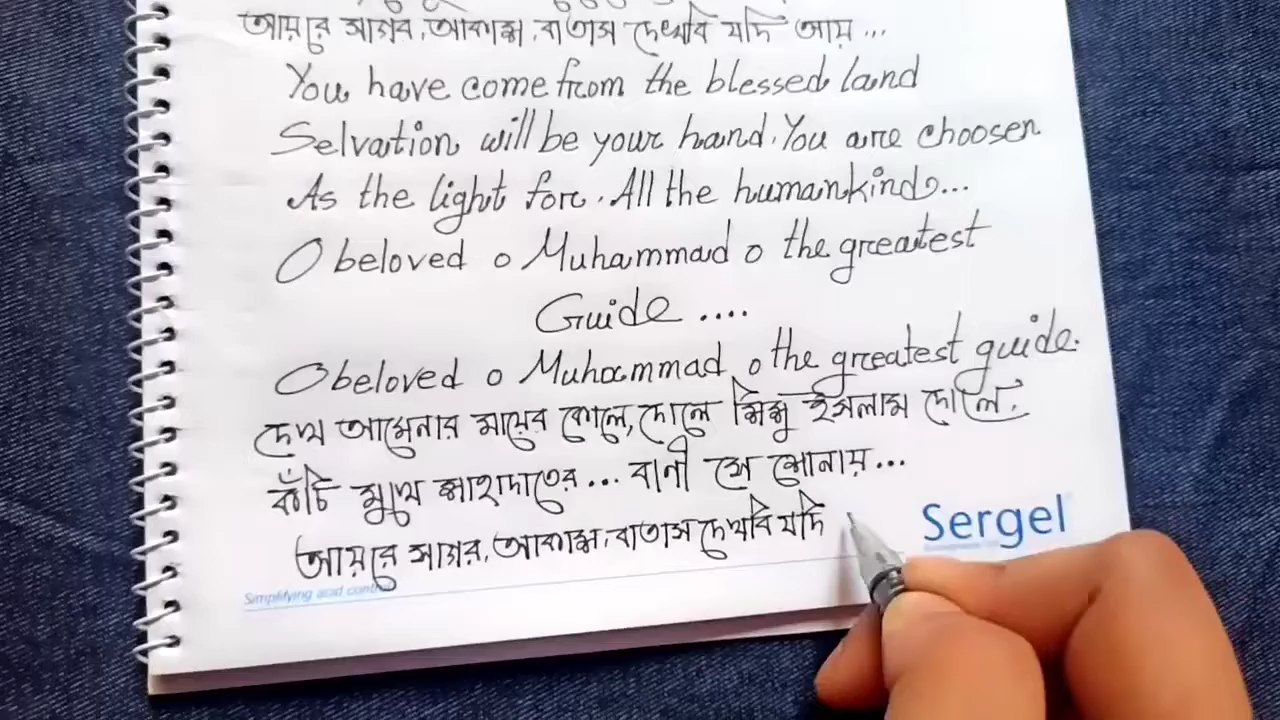 আয়রে সাগর, আকাশ, বাতাস দেখবি যদি আয়...
You have come from the blessed land
Selvation will be your hand. You are choosen
As the light for. All the humankind...
O beloved o Muhammad o the greatest
Guide ....
O beloved o Muhammad o the greatest guide.
দেখ আমেনার মায়ের কোলে, দোলে শিশু ইসলাম দোলে,
কঁচি মুখে শাহাদাতের... বানী সে শোনায়...
আয়রে সাগর, আকাশ, বাতাস দেখবি যদি
Sergel
Simplifying acid